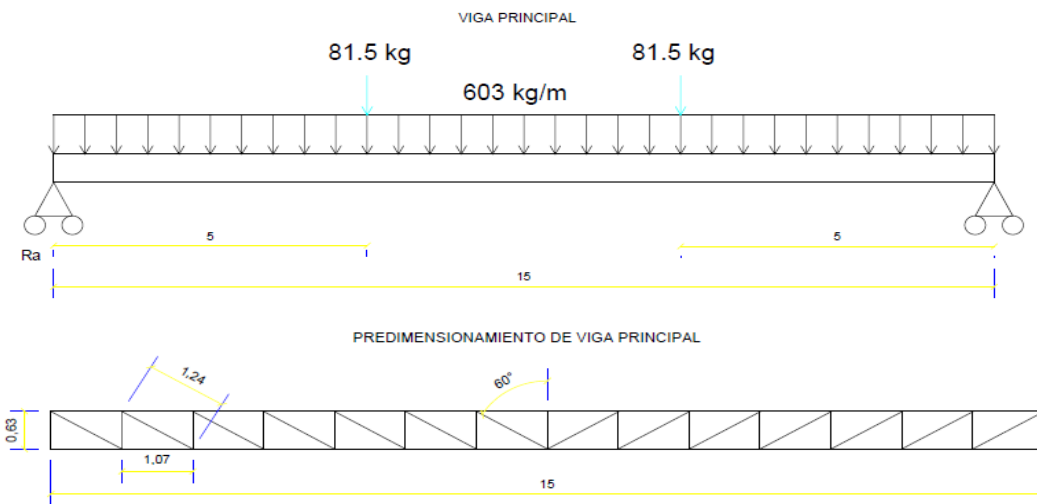 VIGA PRINCIPAL
81.5 kg 81.5 kg
603 kg/m
Ra
5 5
15
PREDIMENSIONAMIENTO DE VIGA PRINCIPAL
1,24
60°
0,63
1,07
15